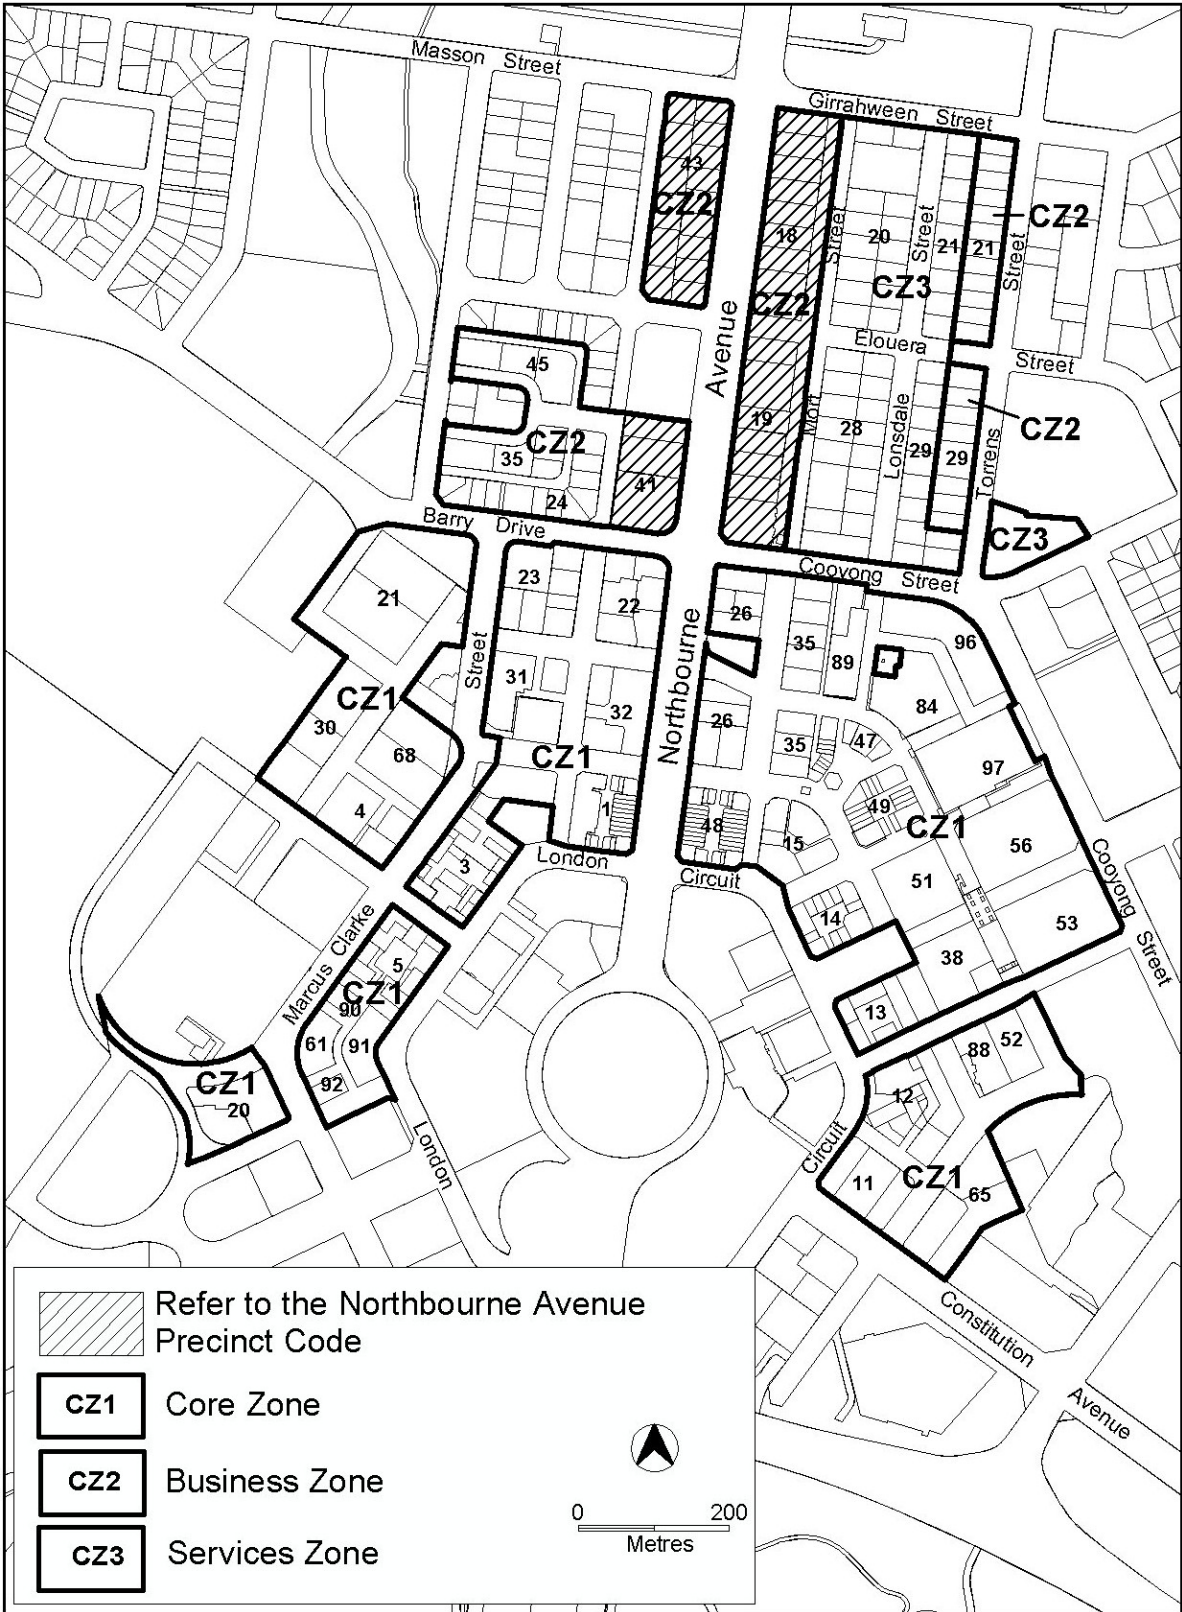 Masson Street
Girrahween Street
43
CZ2
18
Street
20
Street
21
21
CZ2
Street
CZ3
CZ2
Avenue
Elouera
Street
45
19
Mort
28
Lonsdale
29
29
CZ2
Torrens
CZ2
35
41
24
Barry Drive
CZ3
Cooyong Street
21
23
22
26
35
89
96
Street
Northbourne
31
32
CZ1
30
68
26
84
35
47
97
CZ1
4
1
48
49
CZ1
15
56
London
Circuit
3
51
Cooyong
Street
14
53
38
Marcus Clarke
5
CZ1
90
13
61
91
92
88
52
CZ1
20
12
London
Circuit
11
CZ1
65
Constitution
Avenue
Refer to the Northbourne Avenue
Precinct Code
CZ1 Core Zone
CZ2 Business Zone
CZ3 Services Zone
0 200
Metres